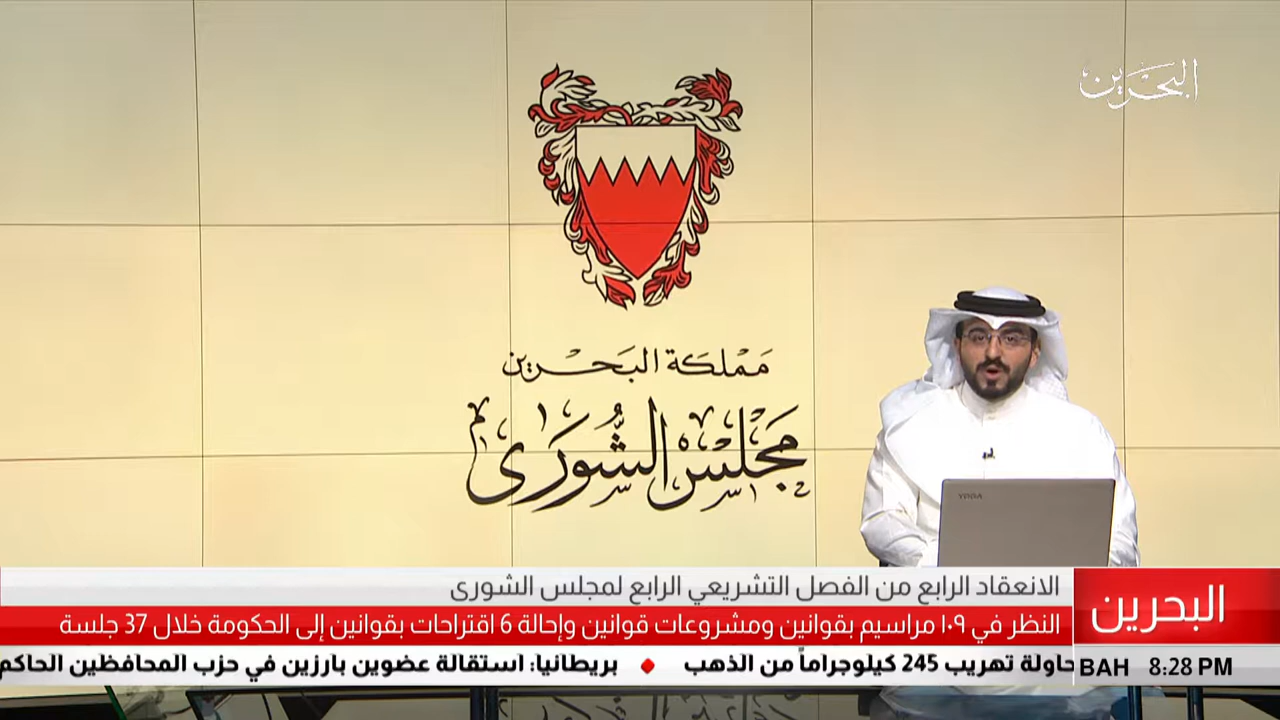 البحرين
مملكة البحرين
مجلس الشورى
YOGA
الانعقاد الرابع من الفصل التشريعي الرابع لمجلس الشورى
البحرين
النظر في ١٠٩ مراسيم بقوانين ومشروعات قوانين وإحالة 6 اقتراحات بقوانين إلى الحكومة خلال 37 جلسة
حاولة تهريب 245 كيلوجراماً من الذهب ♦ بريطانيا: استقالة عضوين بارزين في حزب المحافظين الحاكم
BAH 8:28 PM